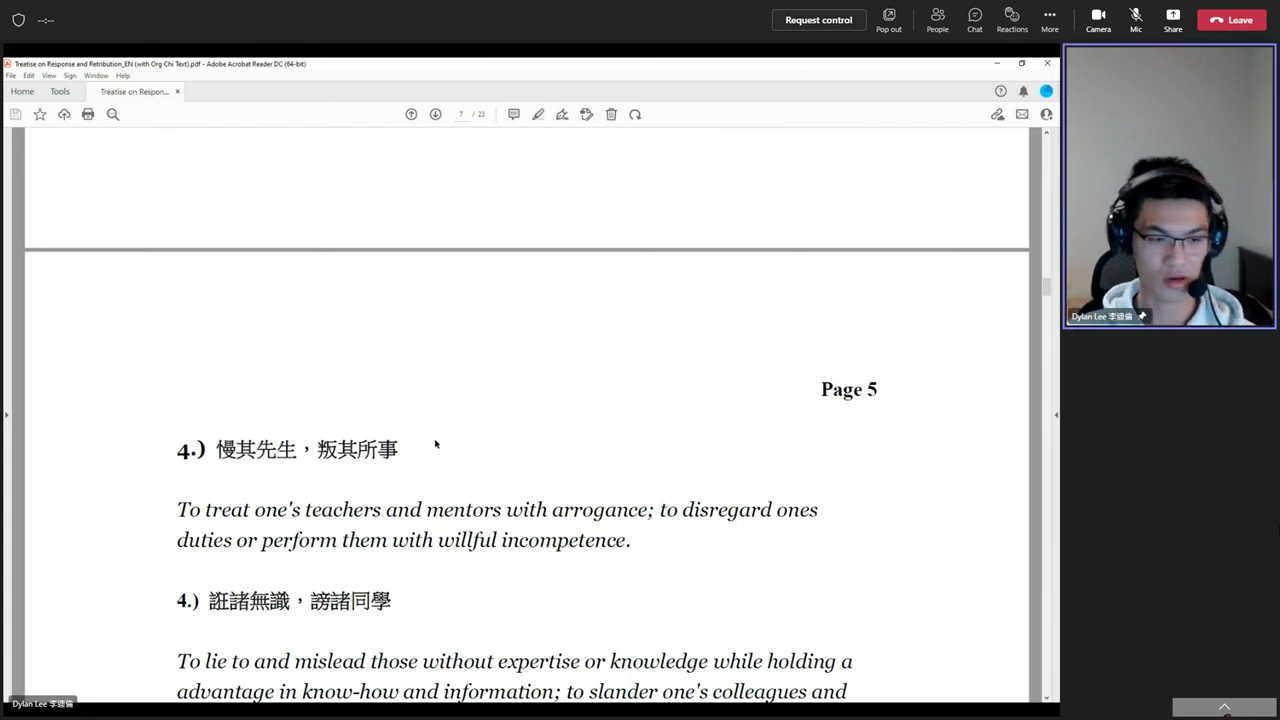 --:--
Request control
Pop out
People
Chat
Reactions
More
Camera
Mic
Share
Leave
Treatise on Response and Retribution_EN (with Org Chi Text).pdf - Adobe Acrobat Reader DC (64-bit)
File Edit View Sign Window Help
Home Tools Treatise on Respon... ×
7 / 23
Page 5
4.) 慢其先生，叛其所事
To treat one's teachers and mentors with arrogance; to disregard ones
duties or perform them with willful incompetence.
4.) 誑諸無識，謗諸同學
To lie to and mislead those without expertise or knowledge while holding a
advantage in know-how and information; to slander one's colleagues and
Dylan Lee 李迪倫
Dylan Lee 李迪倫